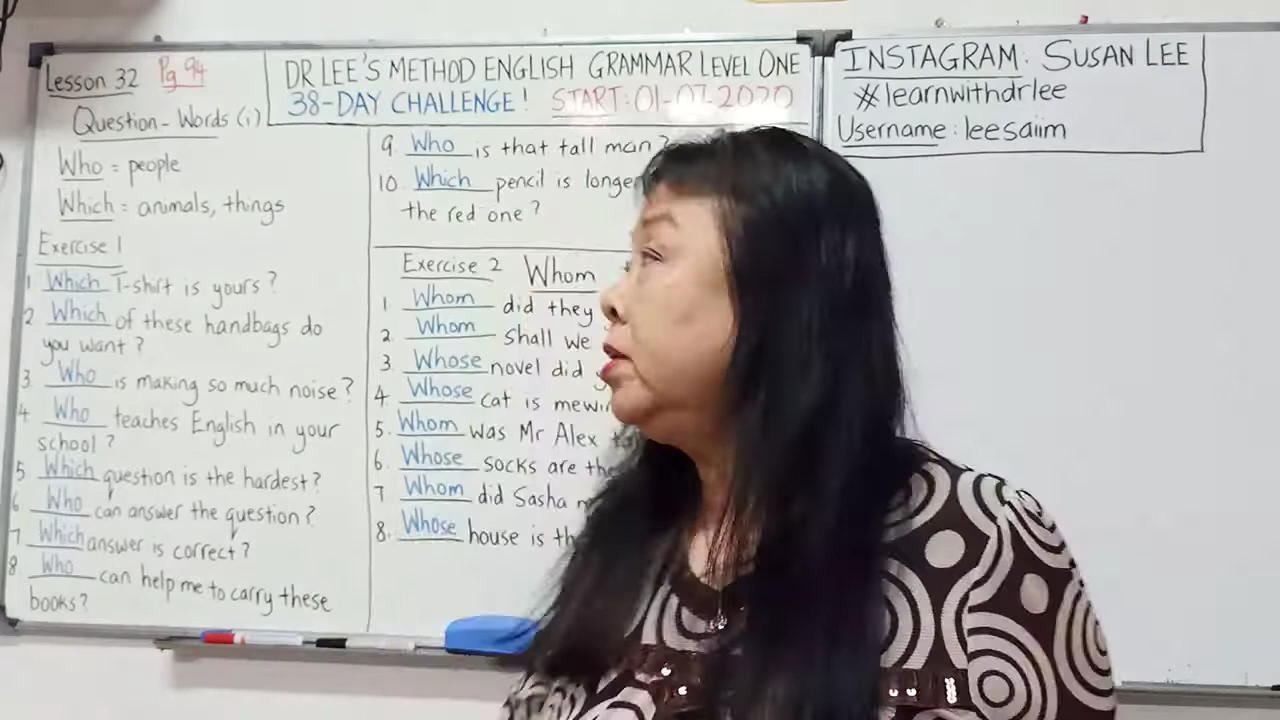 Lesson 32 Pg 94
Question-Words (i)
Who = people
Which = animals, things
Exercise 1
1 Which T-shirt is yours?
2 Which of these handbags do
you want?
3. Who is making so much noise?
4 Who teaches English in your
school?
5 Which question is the hardest?
6 Who can answer the question?
7 Which answer is correct?
8 Who can help me to carry these
books?
DR LEE'S METHOD ENGLISH GRAMMAR LEVEL ONE
38-DAY CHALLENGE! START: 01-07-2020
9. Who is that tall man?
10. Which pencil is longer
the red one?
Exercise 2 Whom
1 Whom did they
2. Whom shall we
3. Whose novel did
4. Whose cat is
5. Whom was Mr Alex
6. Whose socks are
7 Whom did Sasha
8. Whose house is
INSTAGRAM: SUSAN LEE
#learnwithdrlee
Username: leesaiim